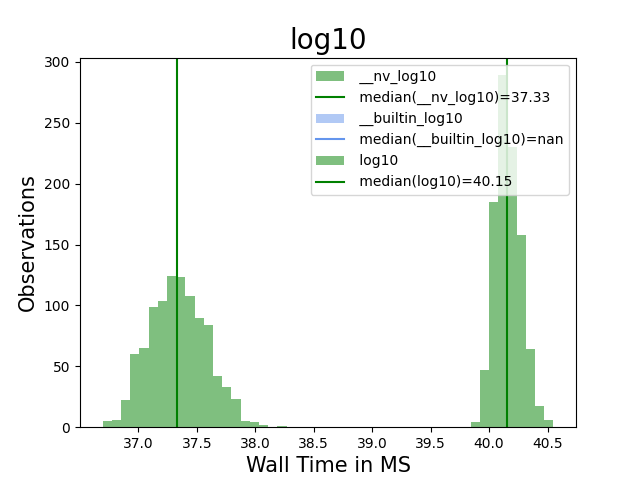 log10
300
250
200
150
100
50
0
Observations
__nv_log10
median(__nv_log10)=37.33
__builtin_log10
median(__builtin_log10)=nan
log10
median(log10)=40.15
37.0 37.5 38.0 38.5 39.0 39.5 40.0 40.5
Wall Time in MS